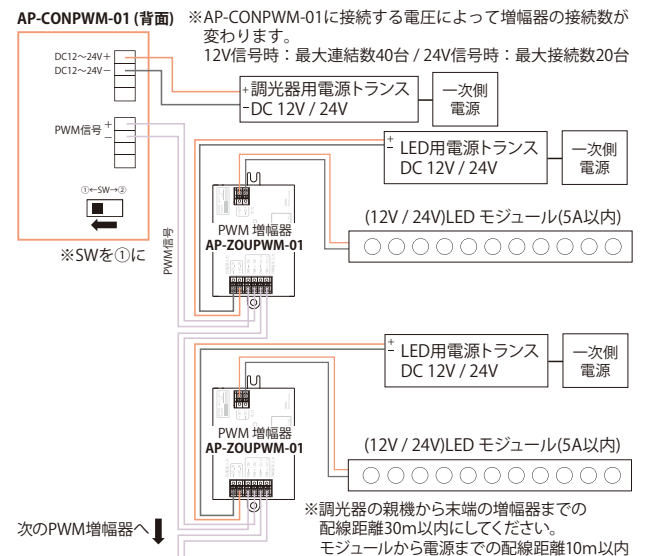 AP-CONPWM-01 (背面)
※AP-CONPWM-01に接続する電圧によって増幅器の接続数が
変わります。
12V信号時：最大連結数40台 / 24V信号時：最大接続数20台
DC12～24V+
DC12～24V−
PWM信号 +
−
①←SW→②
※SWを①に
PWM信号
+調光器用電源トランス
−DC 12V / 24V
一次側
電源
+
− LED用電源トランス
DC 12V / 24V
一次側
電源
(12V / 24V)LED モジュール(5A以内)
PWM 増幅器
AP-ZOUPWM-01
+
− LED用電源トランス
DC 12V / 24V
一次側
電源
(12V / 24V)LED モジュール(5A以内)
PWM 増幅器
AP-ZOUPWM-01
次のPWM増幅器へ
※調光器の親機から末端の増幅器までの
配線距離30m以内にしてください。
モジュールから電源までの配線距離10m以内